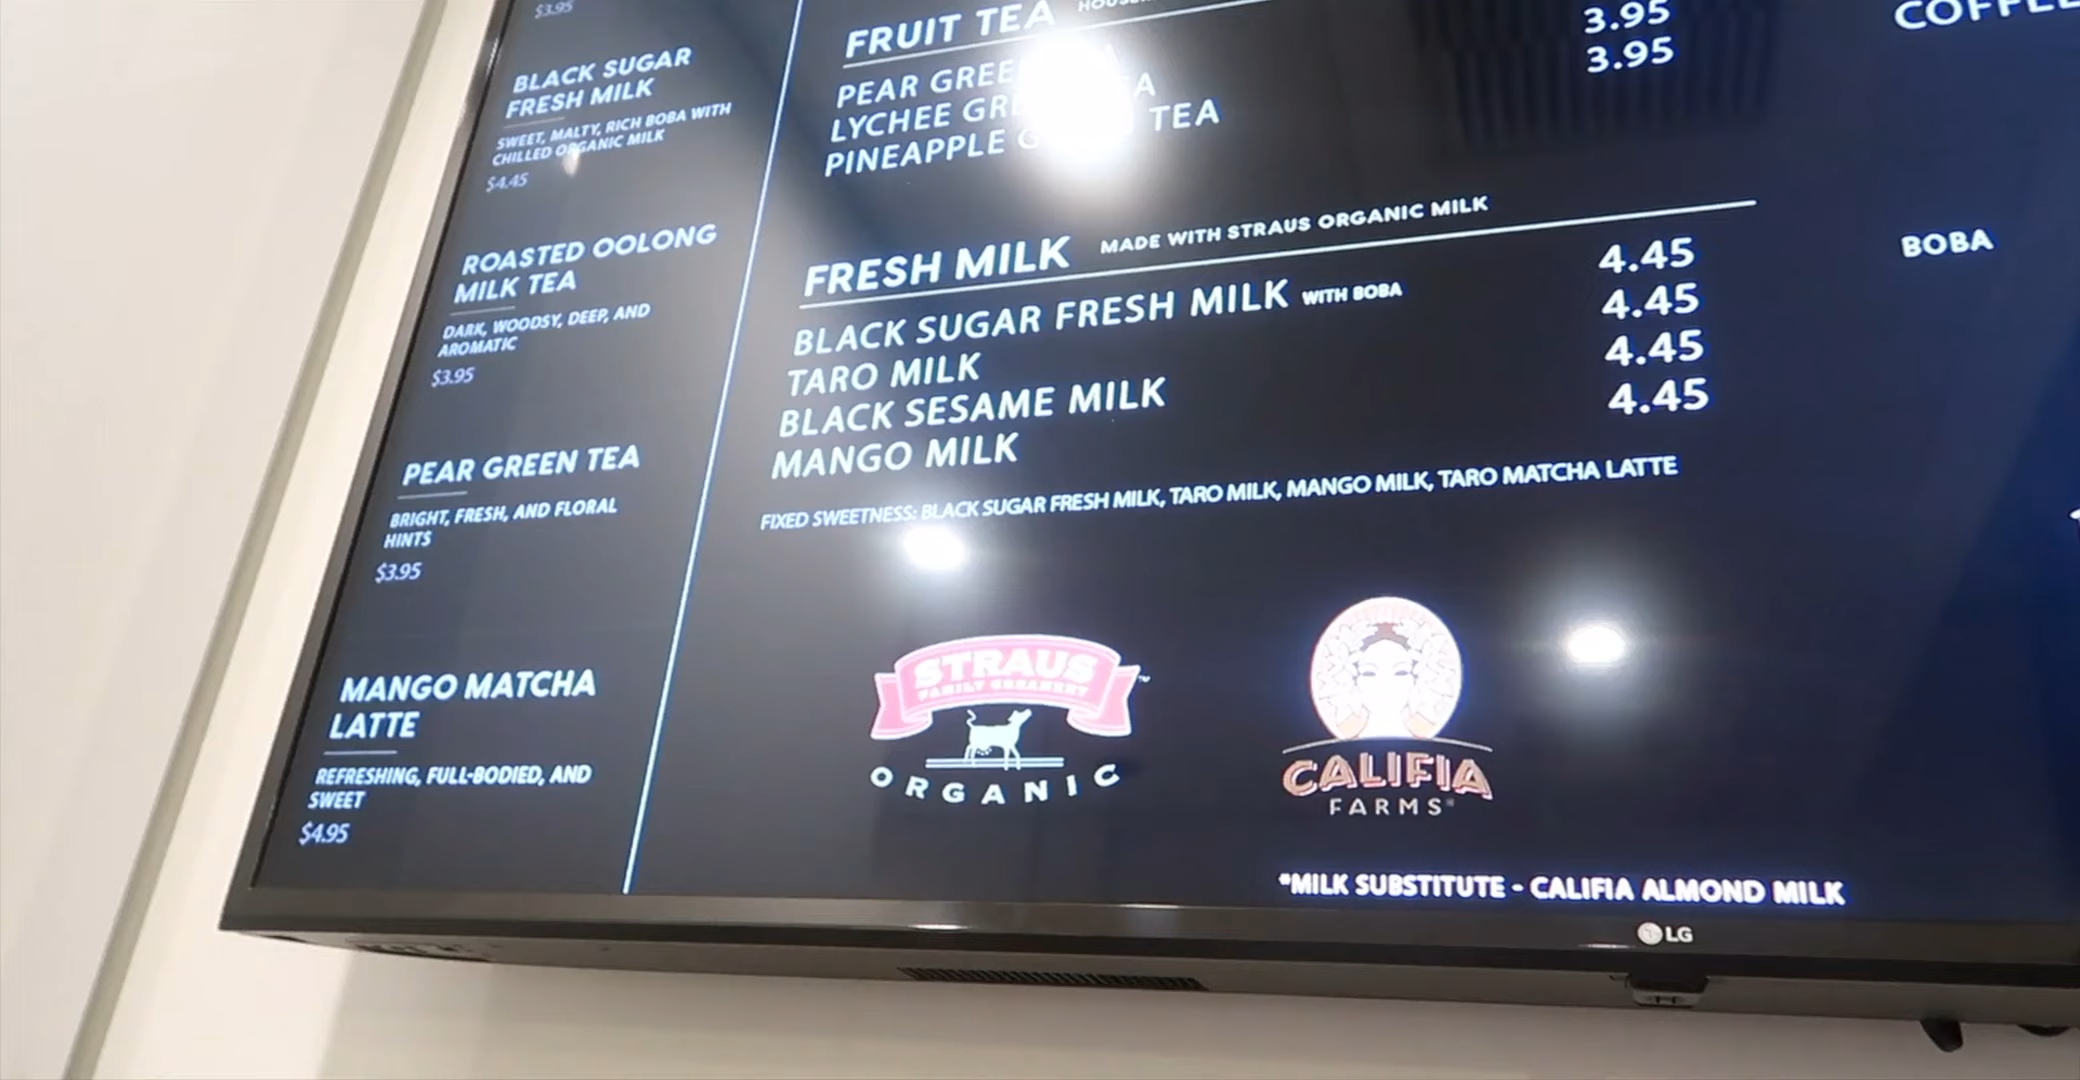 $3.95
BLACK SUGAR
FRESH MILK
SWEET, MALTY, RICH BOBA WITH
CHILLED ORGANIC MILK
$4.45
ROASTED OOLONG
MILK TEA
DARK, WOODSY, DEEP, AND
AROMATIC
$3.95
PEAR GREEN TEA
BRIGHT, FRESH, AND FLORAL
HINTS
$3.95
MANGO MATCHA
LATTE
REFRESHING, FULL-BODIED, AND
SWEET
$4.95
FRUIT TEA
PEAR GREE 3.95
LYCHEE GR 3.95
PINEAPPLE TEA
FRESH MILK MADE WITH STRAUS ORGANIC MILK
BLACK SUGAR FRESH MILK WITH BOBA 4.45
TARO MILK 4.45
BLACK SESAME MILK 4.45
MANGO MILK 4.45
FIXED SWEETNESS: BLACK SUGAR FRESH MILK, TARO MILK, MANGO MILK, TARO MATCHA LATTE
STRAUS
FAMILY CREAMERY
ORGANIC
CALIFIA
FARMS
*MILK SUBSTITUTE - CALIFIA ALMOND MILK
BOBA
LG